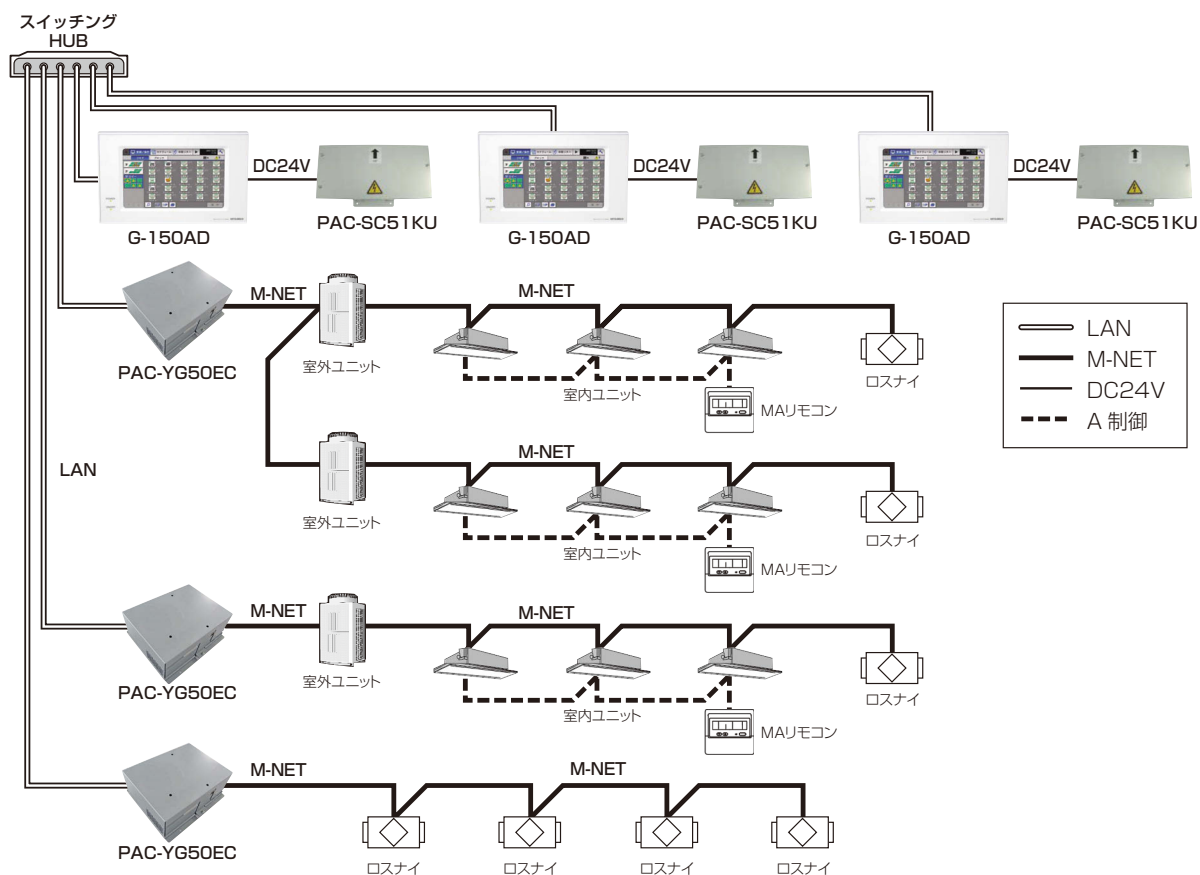 スイッチング
HUB
DC24V
DC24V
DC24V
G-150AD
PAC-SC51KU
G-150AD
PAC-SC51KU
G-150AD
PAC-SC51KU
M-NET
M-NET
PAC-YG50EC
室外ユニット
室内ユニット
MAリモコン
ロスナイ
LAN
M-NET
DC24V
A 制御
LAN
M-NET
室外ユニット
室内ユニット
MAリモコン
ロスナイ
M-NET
M-NET
PAC-YG50EC
室外ユニット
室内ユニット
MAリモコン
ロスナイ
M-NET
M-NET
PAC-YG50EC
ロスナイ
ロスナイ
ロスナイ
ロスナイ